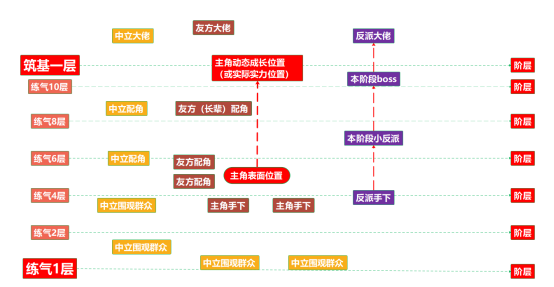 中立大佬
友方大佬
反派大佬
筑基一层
主角动态成长位置
（或实际实力位置）
阶层
练气10层
本阶段boss
阶层
中立配角
友方（长辈）配角
练气8层
阶层
本阶段小反派
练气6层
中立配角
友方配角
阶层
主角表面位置
友方配角
练气4层
反派手下
阶层
中立围观群众
主角手下
主角手下
练气2层
阶层
中立围观群众
中立围观群众
中立围观群众
练气1层
阶层